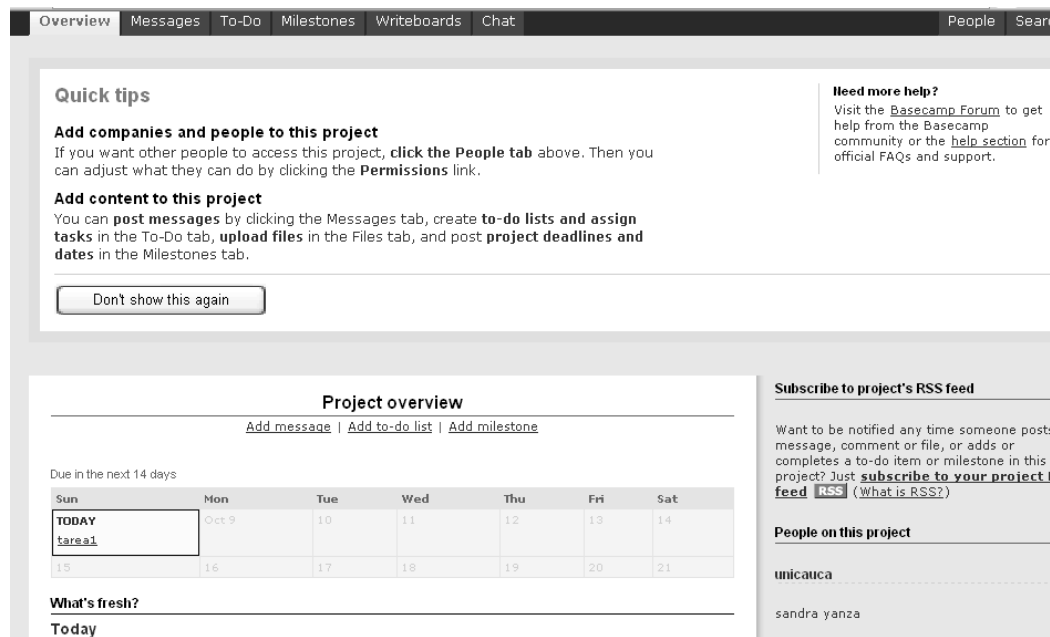 Overview Messages To-Do Milestones Writeboards Chat People
Quick tips
Add companies and people to this project
If you want other people to access this project, click the People tab above. Then you
can adjust what they can do by clicking the Permissions link.
Add content to this project
You can post messages by clicking the Messages tab, create to-do lists and assign
tasks in the To-Do tab, upload files in the Files tab, and post project deadlines and
dates in the Milestones tab.
Don't show this again
Need more help?
Visit the Basecamp Forum to get
help from the Basecamp
community or the help section for
official FAQs and support.
Project overview
Add message | Add to-do list | Add milestone
Due in the next 14 days
Sun Mon Tue Wed Thu Fri Sat
TODAY Oct 9 10 11 12 13 14
tarea1
15 16 17 18 19 20 21
What's fresh?
Today
Subscribe to project's RSS feed
Want to be notified any time someone posts
message, comment or file, or adds or
completes a to-do item or milestone in this
project? Just subscribe to your project
feed RSS (What is RSS?)
People on this project
unicauca
sandra yanza